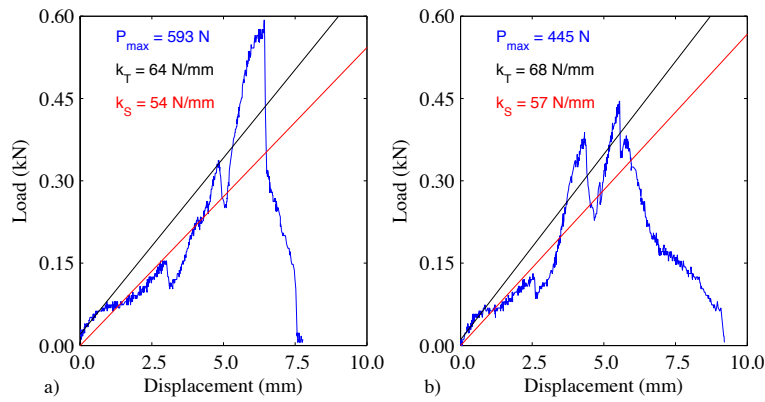 0.60
0.45
0.30
0.15
0.00
Load (kN)
P_max = 593 N
k_T = 64 N/mm
k_S = 54 N/mm
0.0 2.5 5.0 7.5 10.0
a) Displacement (mm)
0.60
0.45
0.30
0.15
0.00
Load (kN)
P_max = 445 N
k_T = 68 N/mm
k_S = 57 N/mm
0.0 2.5 5.0 7.5 10.0
b) Displacement (mm)